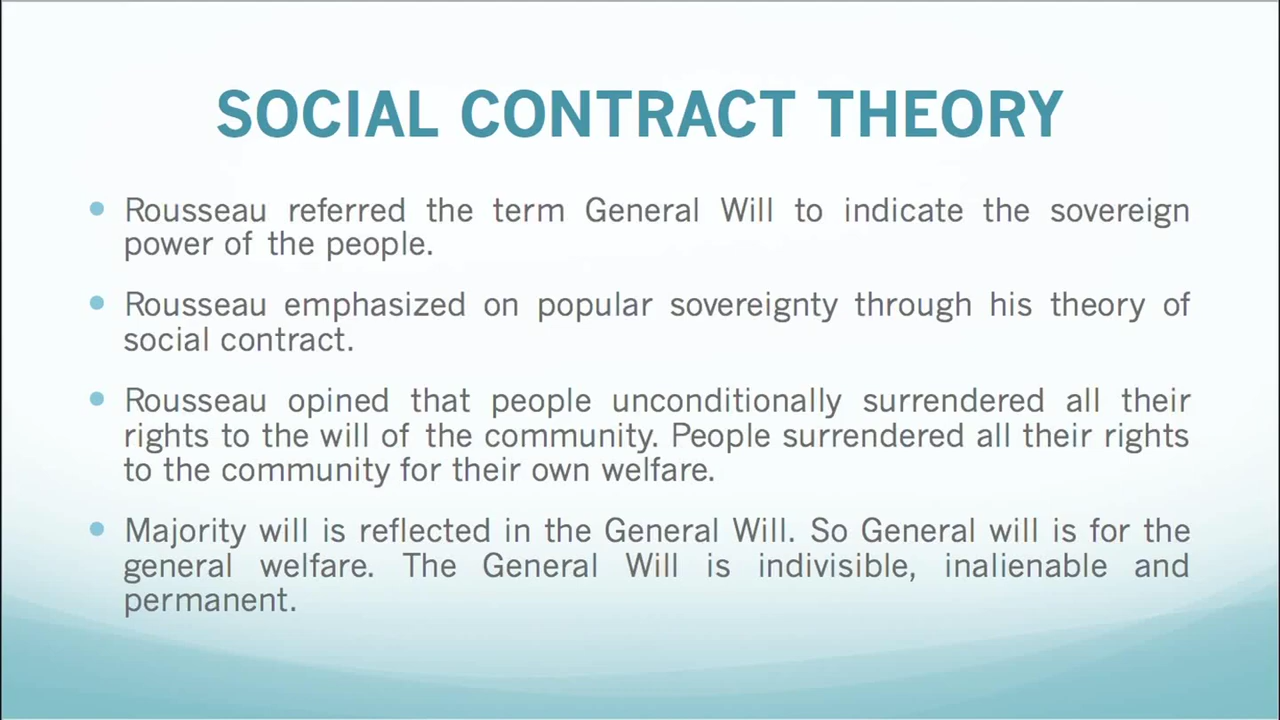 SOCIAL CONTRACT THEORY
Rousseau referred the term General Will to indicate the sovereign
power of the people.
Rousseau emphasized on popular sovereignty through his theory of
social contract.
Rousseau opined that people unconditionally surrendered all their
rights to the will of the community. People surrendered all their rights
to the community for their own welfare.
Majority will is reflected in the General Will. So General will is for the
general welfare. The General Will is indivisible, inalienable and
permanent.